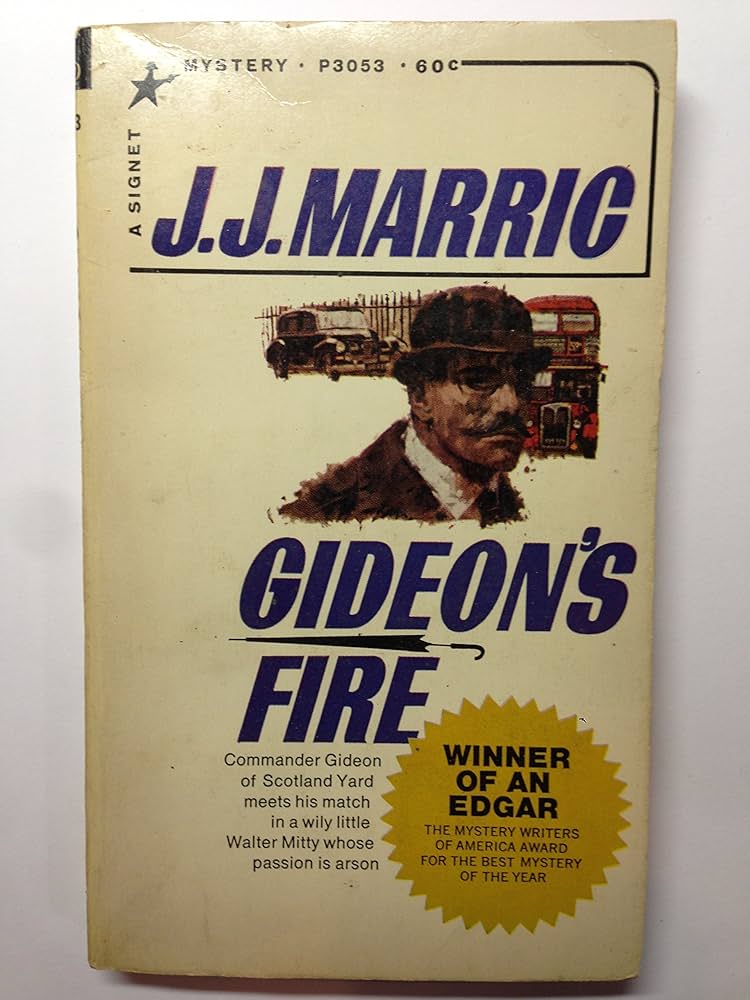 MYSTERY · P3053 · 60c
A SIGNET
J.J. MARRIC
GIDEON'S
FIRE
Commander Gideon
of Scotland Yard
meets his match
in a wily little
Walter Mitty whose
passion is arson
WINNER
OF AN
EDGAR
THE MYSTERY WRITERS
OF AMERICA AWARD
FOR THE BEST MYSTERY
OF THE YEAR